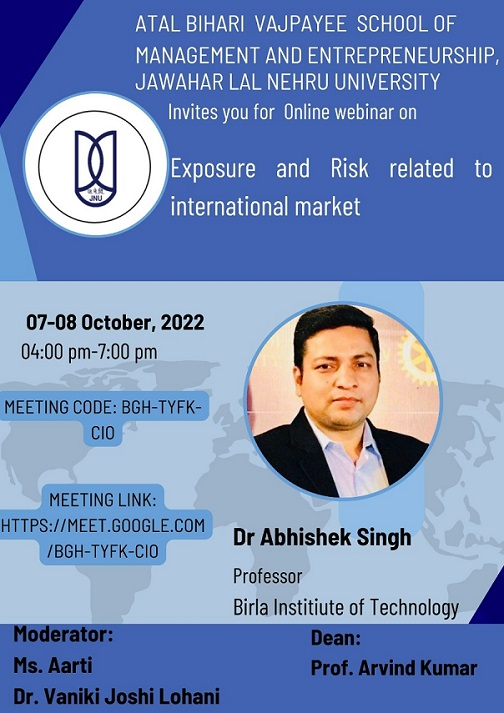 ATAL BIHARI VAJPAYEE SCHOOL OF
MANAGEMENT AND ENTREPRENEURSHIP,
JAWAHAR LAL NEHRU UNIVERSITY
Invites you for Online webinar on
Exposure and Risk related to
international market
JNU
07-08 October, 2022
04:00 pm-7:00 pm
MEETING CODE: BGH-TYFK-
CIO
MEETING LINK:
HTTPS://MEET.GOOGLE.COM
/BGH-TYFK-CIO
Dr Abhishek Singh
Professor
Birla Institiute of Technology
Moderator:
Ms. Aarti
Dr. Vaniki Joshi Lohani
Dean:
Prof. Arvind Kumar